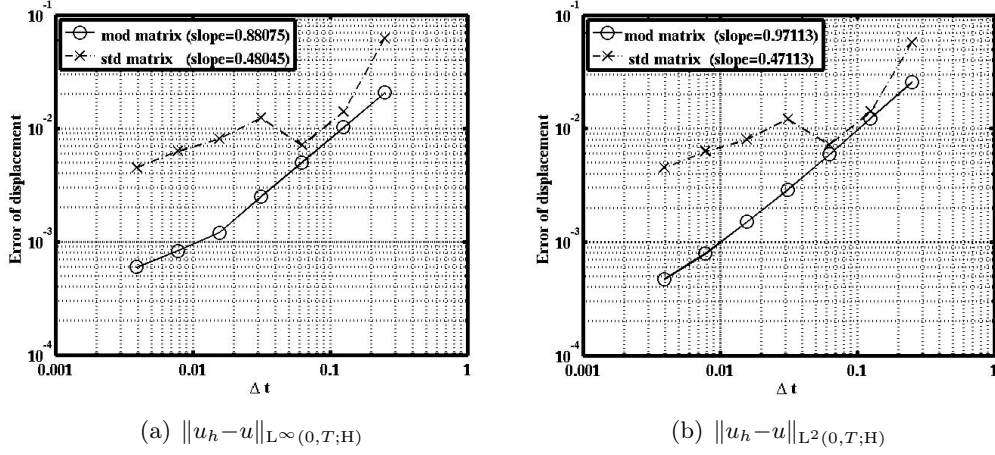 10⁻¹
10⁻²
10⁻³
10⁻⁴
Error of displacement
mod matrix (slope=0.88075)
std matrix (slope=0.48045)
0.001 0.01 0.1 1
Δ t
(a) ‖u_h−u‖_{L^∞(0,T;H)}
10⁻¹
10⁻²
10⁻³
10⁻⁴
Error of displacement
mod matrix (slope=0.97113)
std matrix (slope=0.47113)
0.001 0.01 0.1 1
Δ t
(b) ‖u_h−u‖_{L²(0,T;H)}